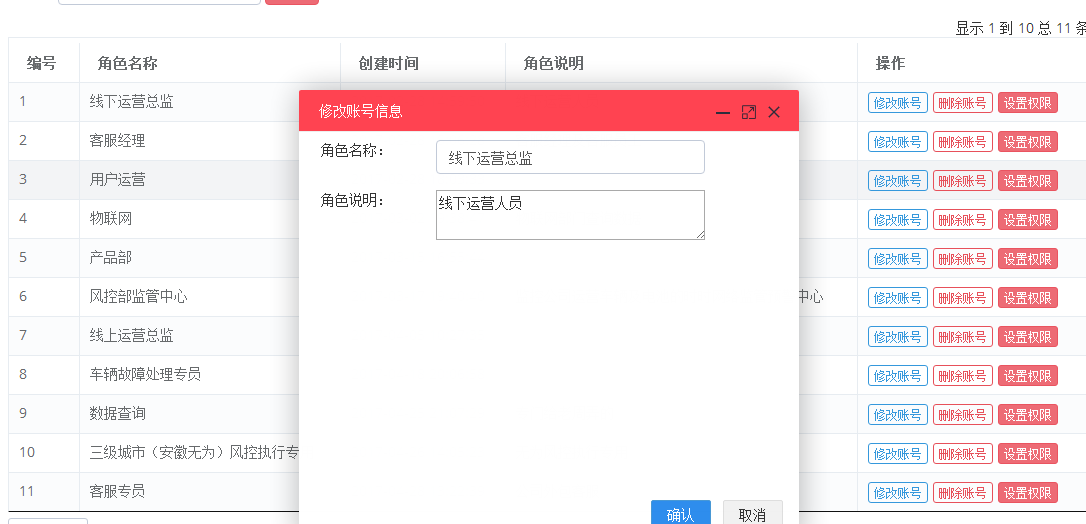 显示 1 到 10 总 11 条
编号 角色名称 创建时间 角色说明 操作
1 线下运营总监 修改账号 删除账号 设置权限
修改账号信息
2 客服经理 修改账号 删除账号 设置权限
角色名称： 线下运营总监
3 用户运营 修改账号 删除账号 设置权限
角色说明： 线下运营人员
4 物联网 修改账号 删除账号 设置权限
5 产品部 修改账号 删除账号 设置权限
6 风控部监管中心 中心 修改账号 删除账号 设置权限
7 线上运营总监 修改账号 删除账号 设置权限
8 车辆故障处理专员 修改账号 删除账号 设置权限
9 数据查询 修改账号 删除账号 设置权限
10 三级城市（安徽无为）风控执行专 修改账号 删除账号 设置权限
11 客服专员 修改账号 删除账号 设置权限
确认 取消